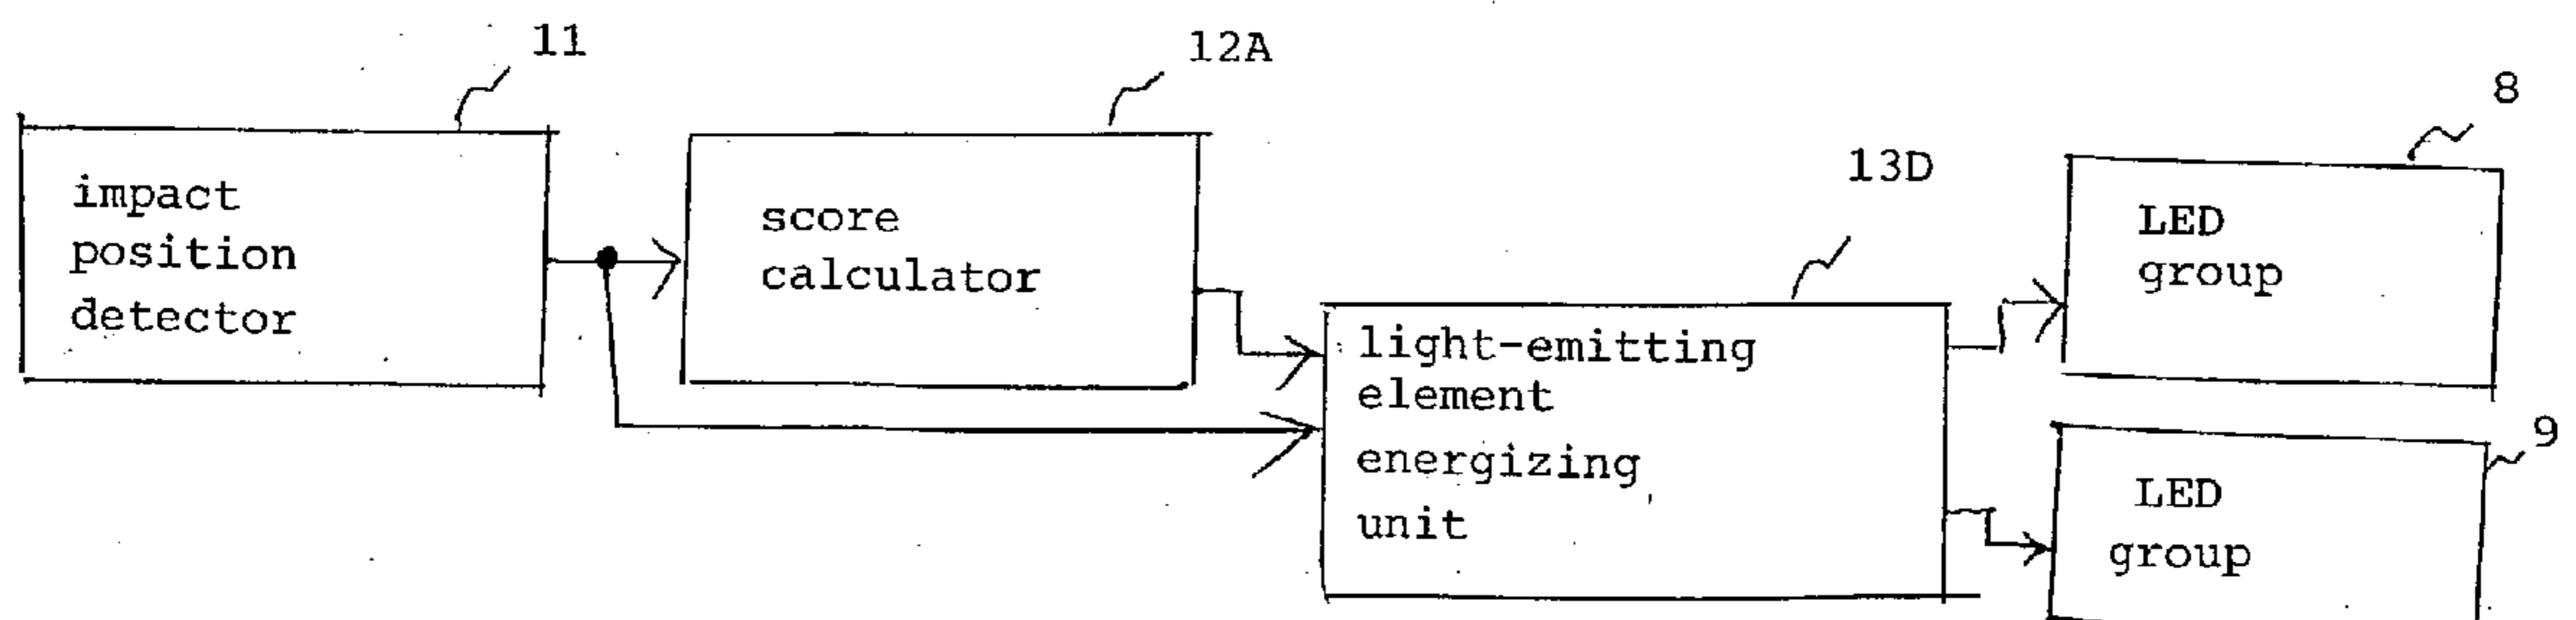 11
impact
position
detector
12A
score
calculator
13D
light-emitting
element
energizing
unit
8
LED
group
9
LED
group